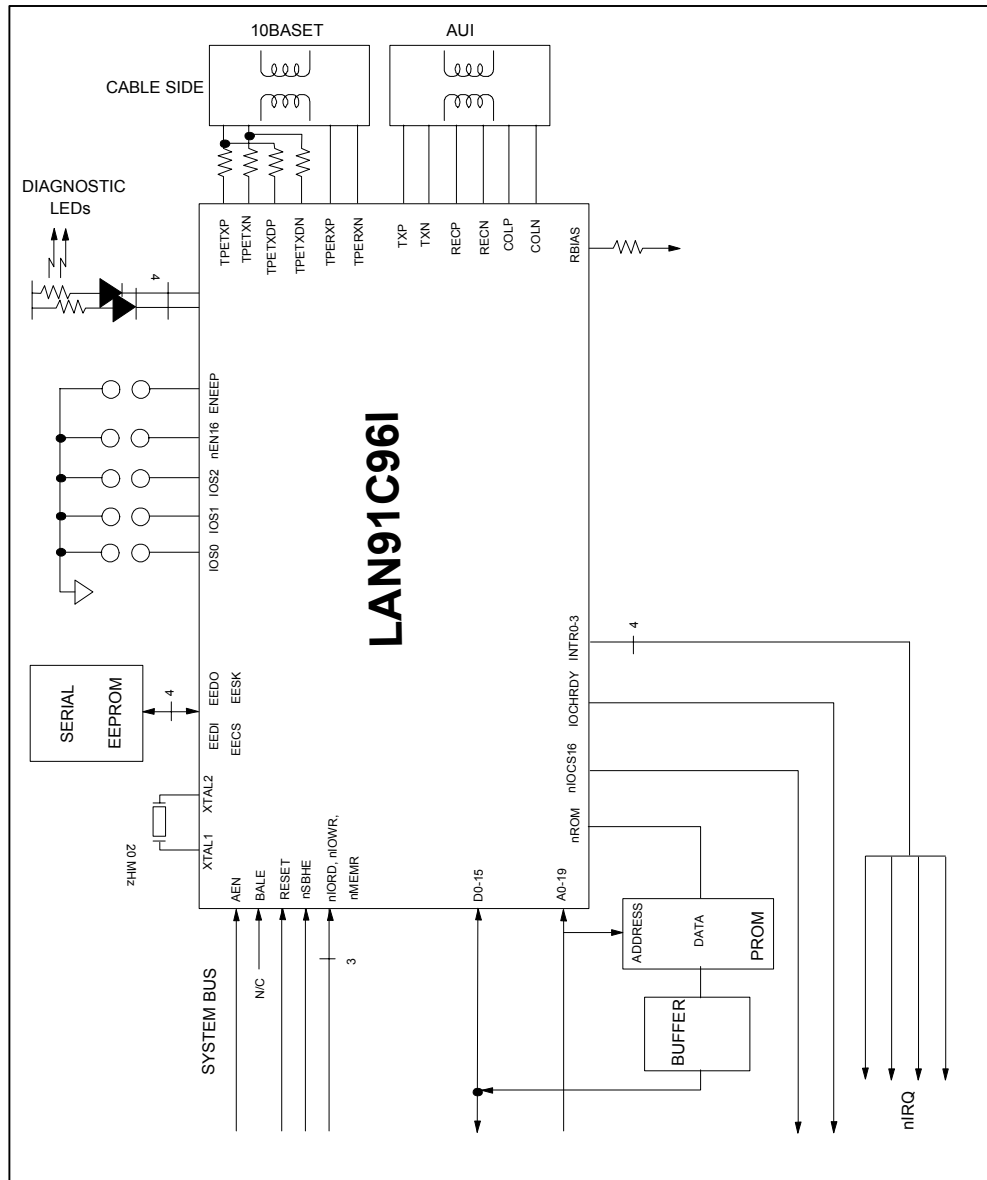 10BASET
AUI
CABLE SIDE
DIAGNOSTIC
LEDs
4
TPETXP
TPETXN
TPETXDP
TPETXDN
TPERXP
TPERXN
TXP
TXN
RECP
RECN
COLP
COLN
RBIAS
ENEEP
nEN16
IOS2
IOS1
IOS0
LAN91C96I
SERIAL
EEPROM
4
EEDO
EESK
EEDI
EECS
XTAL2
XTAL1
20 MHz
INTR0-3
4
IOCHRDY
nIOCS16
nROM
AEN
BALE
RESET
nSBHE
nIORD, nIOWR,
nMEMR
D0-15
A0-19
SYSTEM BUS
N/C
3
ADDRESS
DATA
PROM
BUFFER
nIRQ